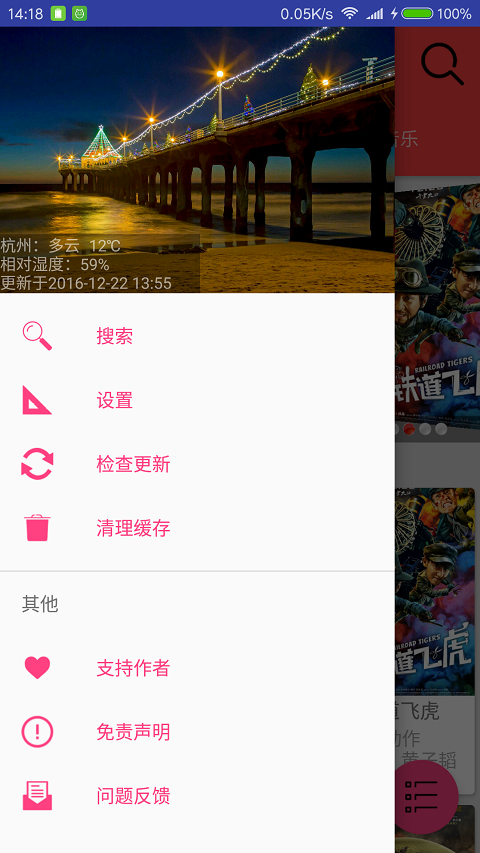 14:18
0.05K/s
100%
音乐
杭州：多云  12℃
相对湿度：59%
更新于2016-12-22 13:55
搜索
设置
检查更新
清理缓存
其他
支持作者
免责声明
问题反馈
RAILROAD TIGERS
铁道飞
RAILROAD TIGERS
道飞虎
道飞虎
动作
黄子韬